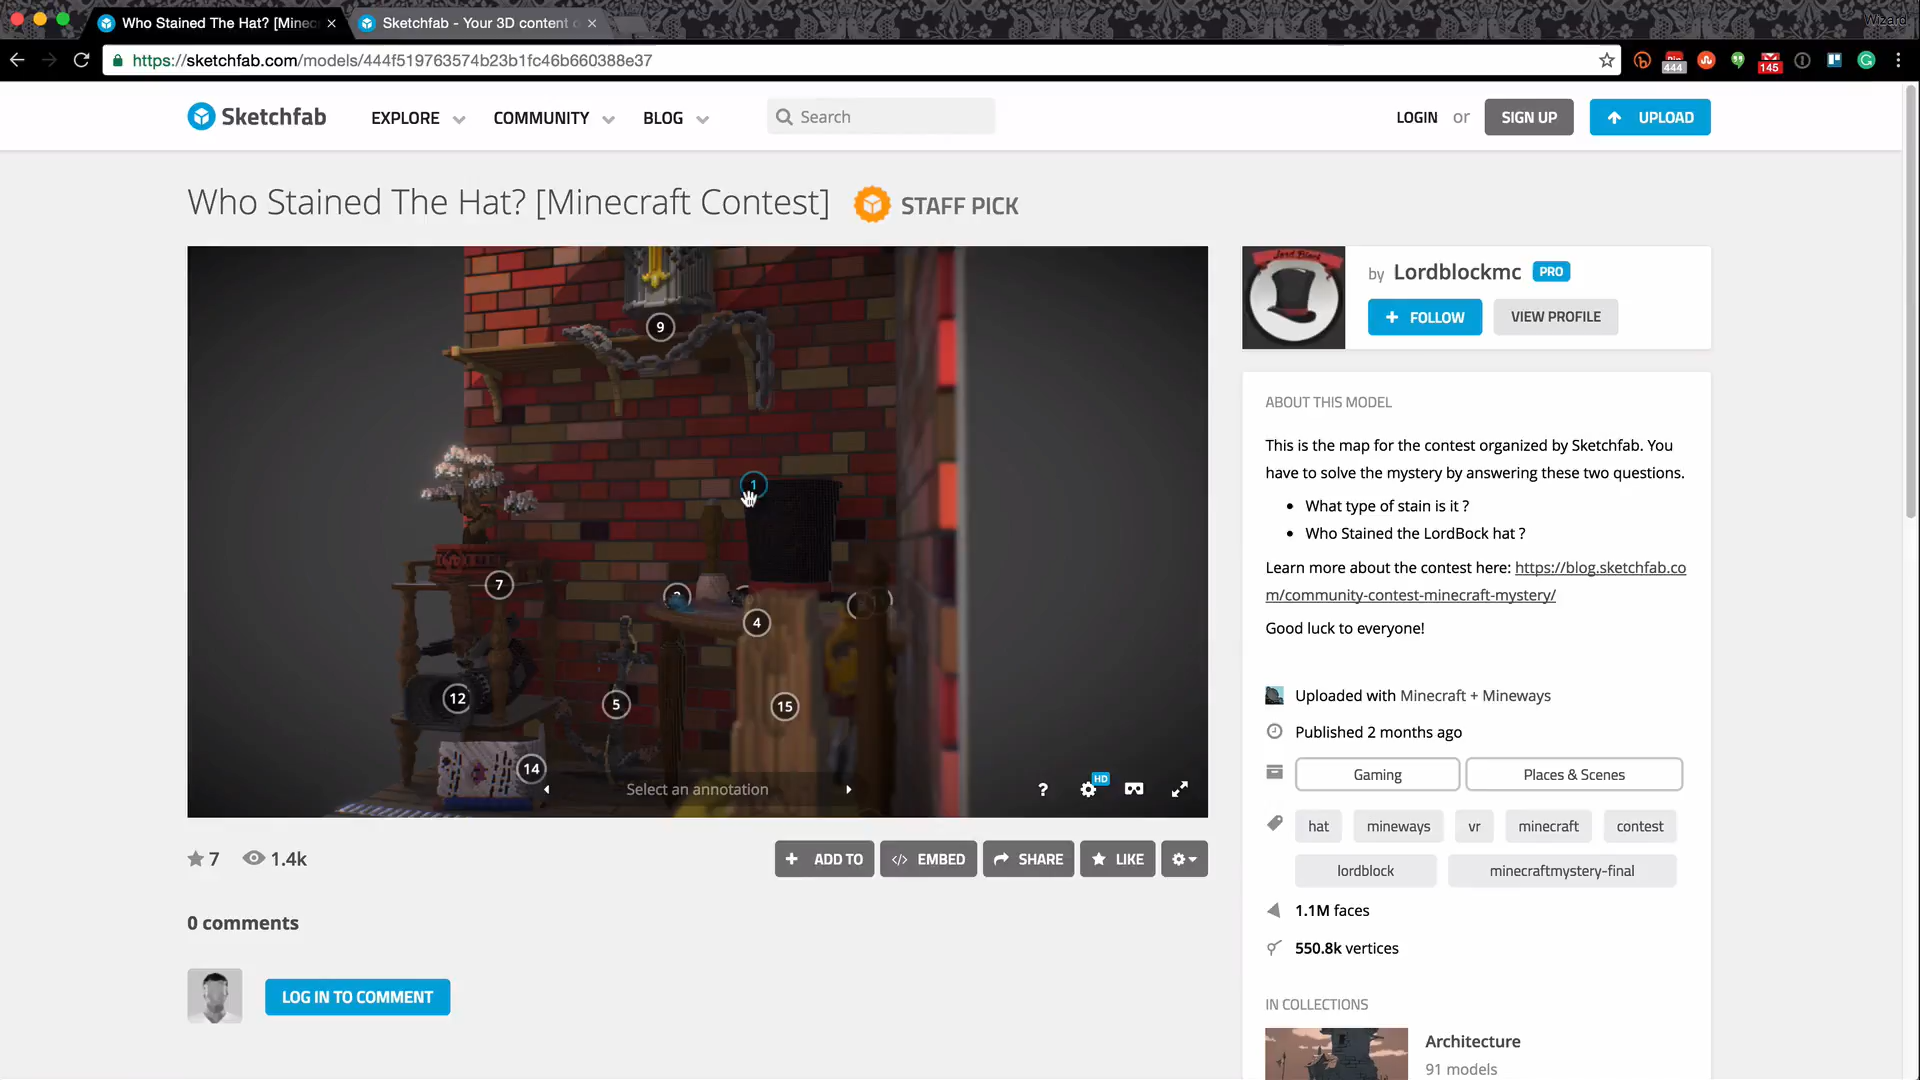 Who Stained The Hat? [Minec
Sketchfab - Your 3D content
Wizard
https://sketchfab.com/models/444f519763574b23b1fc46b660388e37
444
145
Sketchfab
EXPLORE
COMMUNITY
BLOG
Search
LOGIN or
SIGN UP
UPLOAD
Who Stained The Hat? [Minecraft Contest]
STAFF PICK
9
1
7
4
12
5
15
14
Select an annotation
?
HD
Lord Block
by Lordblockmc PRO
+ FOLLOW
VIEW PROFILE
ABOUT THIS MODEL
This is the map for the contest organized by Sketchfab. You
have to solve the mystery by answering these two questions.
• What type of stain is it ?
• Who Stained the LordBock hat ?
Learn more about the contest here: https://blog.sketchfab.co
m/community-contest-minecraft-mystery/
Good luck to everyone!
Uploaded with Minecraft + Mineways
Published 2 months ago
Gaming
Places & Scenes
hat
mineways
vr
minecraft
contest
lordblock
minecraftmystery-final
1.1M faces
550.8k vertices
IN COLLECTIONS
Architecture
91 models
7
1.4k
+ ADD TO
</> EMBED
SHARE
LIKE
0 comments
LOG IN TO COMMENT